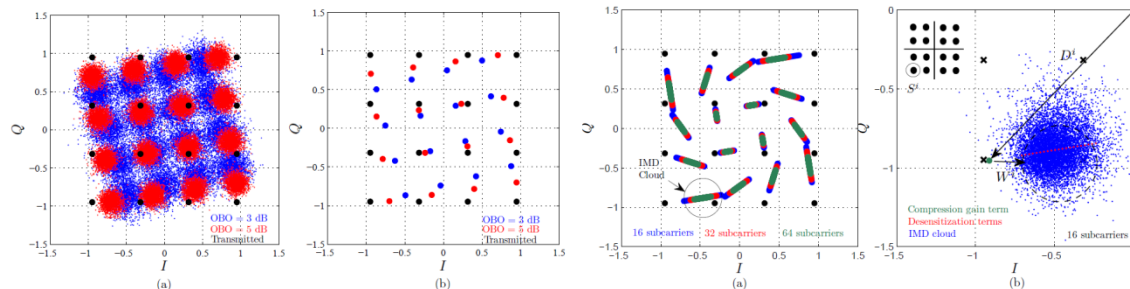 1.5
1
0.5
0
−0.5
−1
−1.5
−1.5 −1 −0.5 0 0.5 1 1.5
Q
I
OBO = 3 dB
OBO = 5 dB
Transmitted
(a)
1.5
1
0.5
0
−0.5
−1
−1.5
−1.5 −1 −0.5 0 0.5 1 1.5
Q
I
OBO = 3 dB
OBO = 5 dB
Transmitted
(b)
1.5
1
0.5
0
−0.5
−1
−1.5
−1.5 −1 −0.5 0 0.5 1 1.5
Q
I
IMD
Cloud
16 subcarriers 32 subcarriers 64 subcarriers
(a)
0
−0.5
−1
−1.5
−1.5 −1 −0.5
Q
I
S^j
D^i
W
Compression gain term
Desensitization terms
IMD cloud
16 subcarriers
(b)